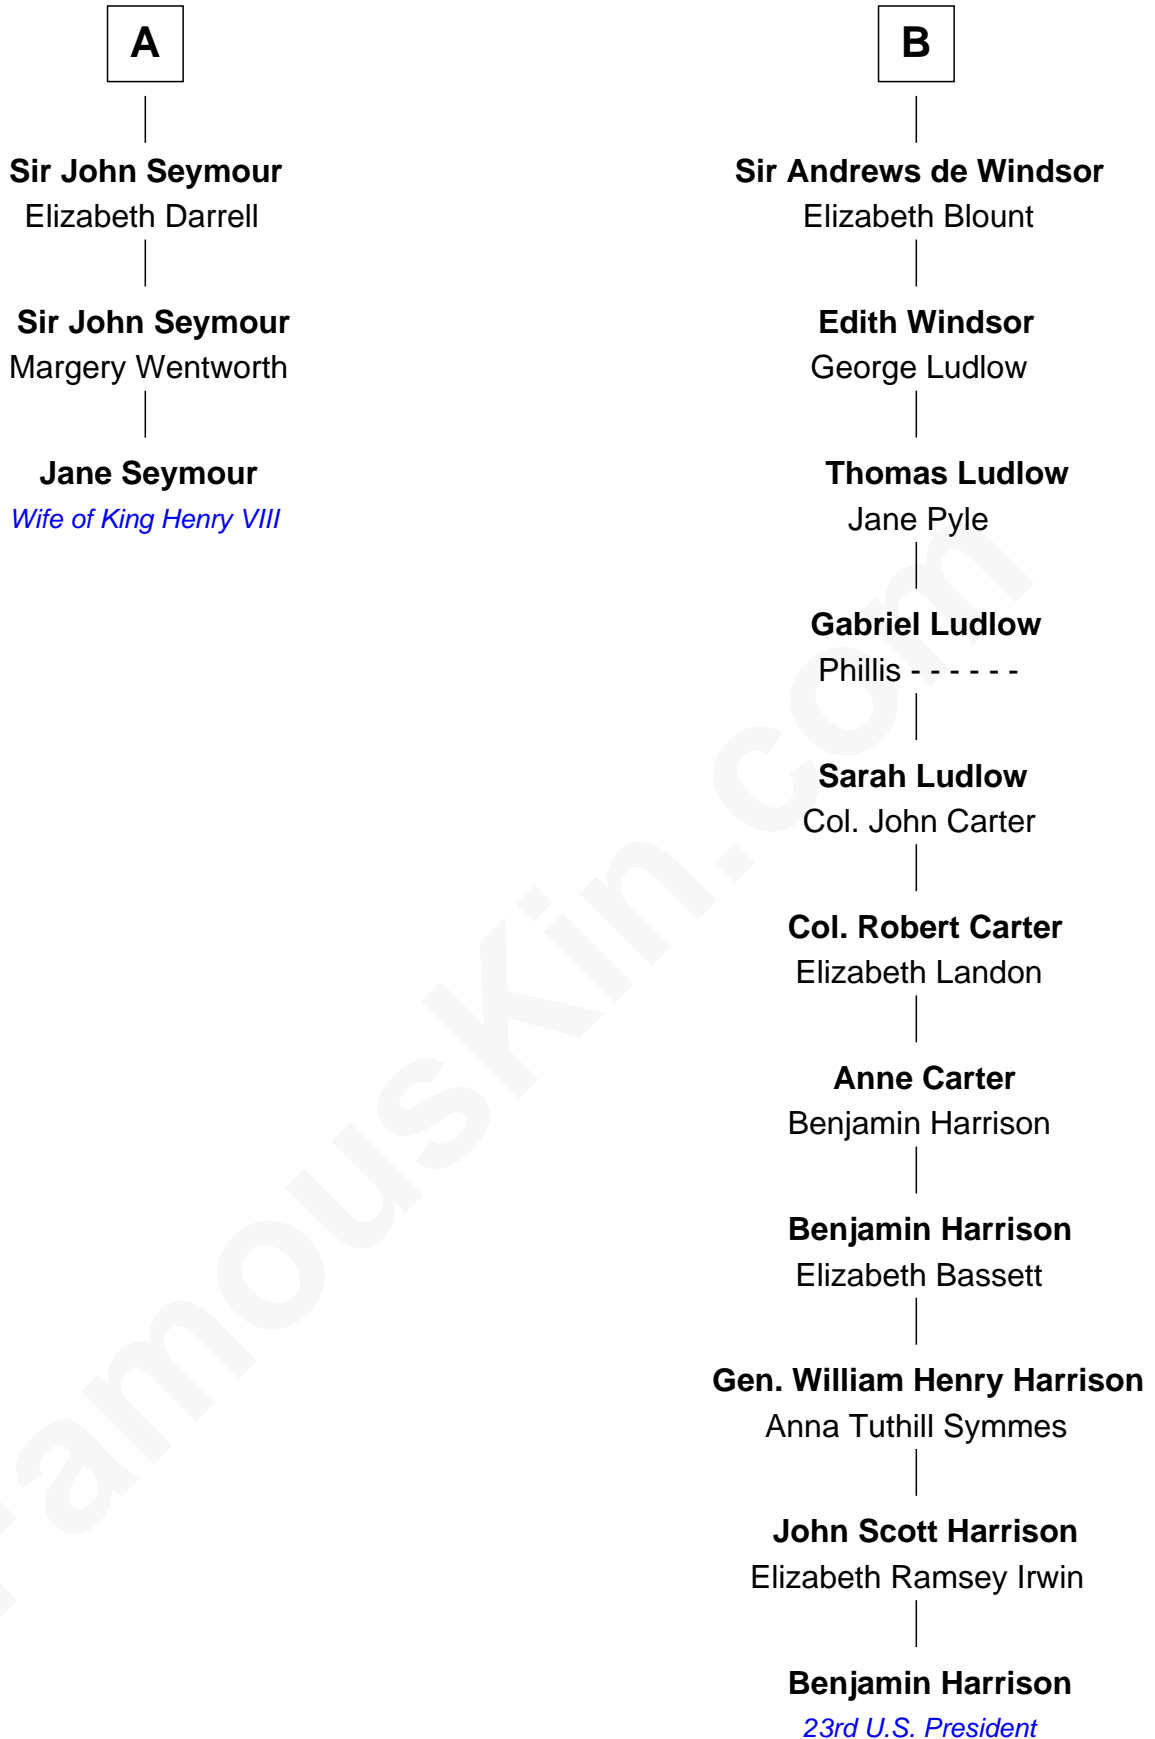 A
Sir John Seymour
Elizabeth Darrell
Sir John Seymour
Margery Wentworth
Jane Seymour
Wife of King Henry VIII
B
Sir Andrews de Windsor
Elizabeth Blount
Edith Windsor
George Ludlow
Thomas Ludlow
Jane Pyle
Gabriel Ludlow
Phillis - - - - - -
Sarah Ludlow
Col. John Carter
Col. Robert Carter
Elizabeth Landon
Anne Carter
Benjamin Harrison
Benjamin Harrison
Elizabeth Bassett
Gen. William Henry Harrison
Anna Tuthill Symmes
John Scott Harrison
Elizabeth Ramsey Irwin
Benjamin Harrison
23rd U.S. President
FamousKin.com